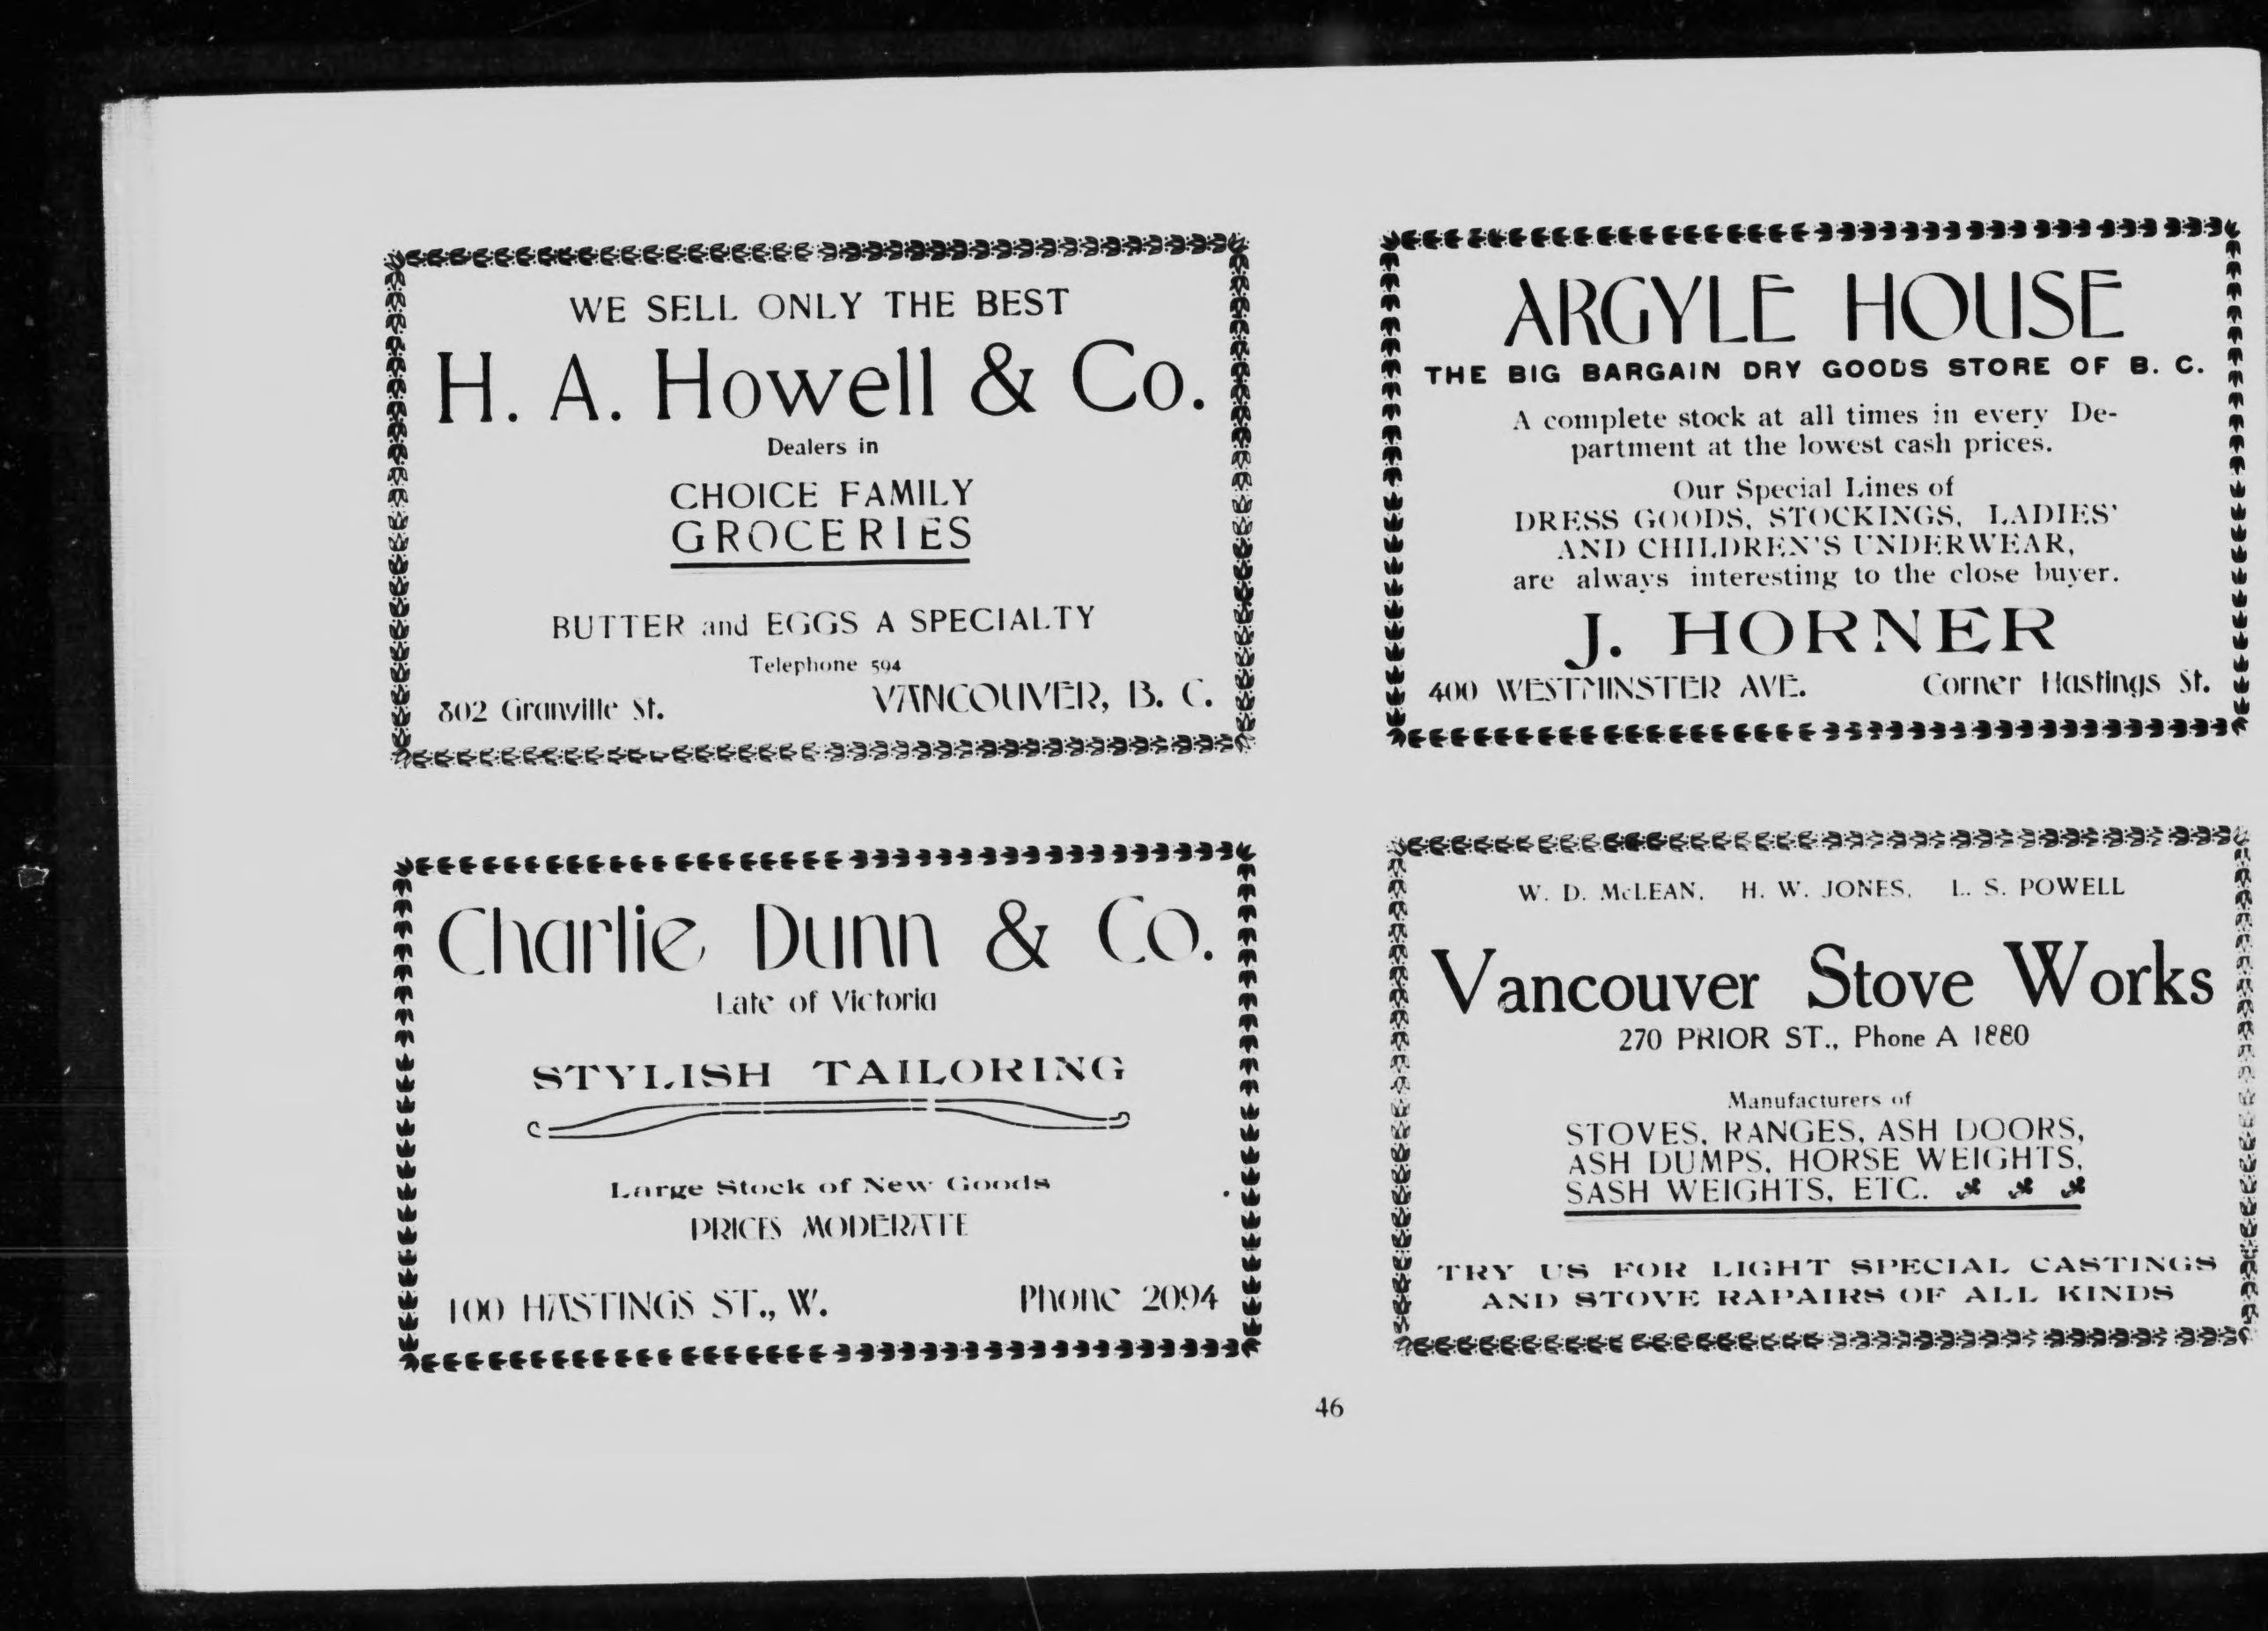 WE SELL ONLY THE BEST
H. A. Howell & Co.
Dealers in
CHOICE FAMILY
GROCERIES
BUTTER and EGGS A SPECIALTY
Telephone 594
802 Granville St.
VANCOUVER, B. C.
ARGYLE HOUSE
THE BIG BARGAIN DRY GOODS STORE OF B. C.
A complete stock at all times in every De-
partment at the lowest cash prices.
Our Special Lines of
DRESS GOODS, STOCKINGS, LADIES'
AND CHILDREN'S UNDERWEAR,
are always interesting to the close buyer.
J. HORNER
400 WESTMINSTER AVE. Corner Hastings St.
Charlie Dunn & Co.
Late of Victoria
STYLISH TAILORING
Large Stock of New Goods
PRICES MODERATE
100 HASTINGS ST., W. Phone 2094
W. D. McLEAN, H. W. JONES, L. S. POWELL
Vancouver Stove Works
270 PRIOR ST., Phone A 1880
Manufacturers of
STOVES, RANGES, ASH DOORS,
ASH DUMPS, HORSE WEIGHTS,
SASH WEIGHTS, ETC.
TRY US FOR LIGHT SPECIAL CASTINGS
AND STOVE RAPAIRS OF ALL KINDS
46